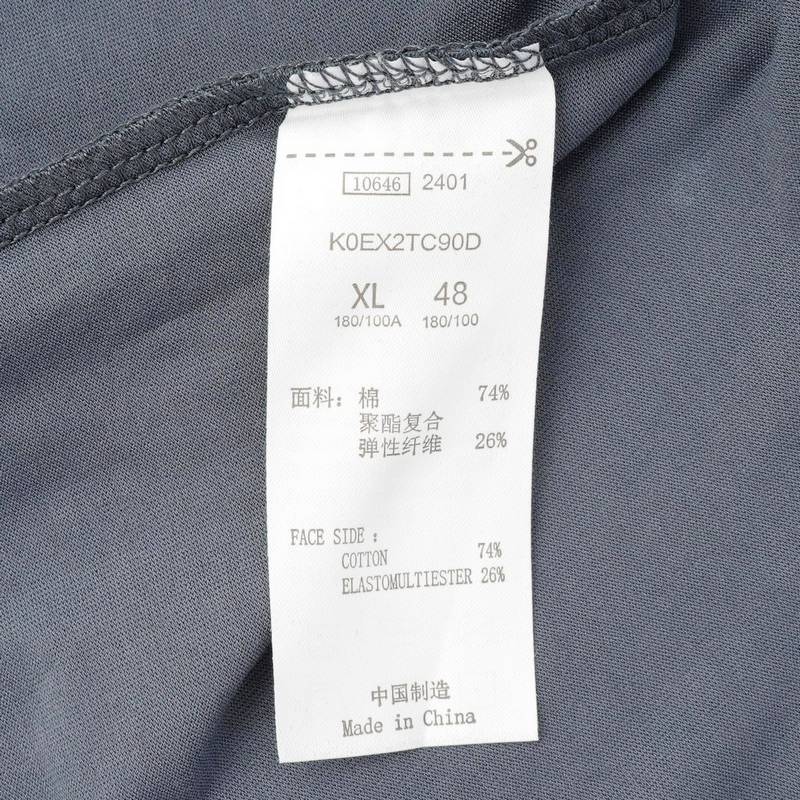 10646 2401
K0EX2TC90D
XL 48
180/100A 180/100
面料：棉 74%
聚酯复合
弹性纤维 26%
FACE SIDE :
COTTON 74%
ELASTOMULTIESTER 26%
中国制造
Made in China